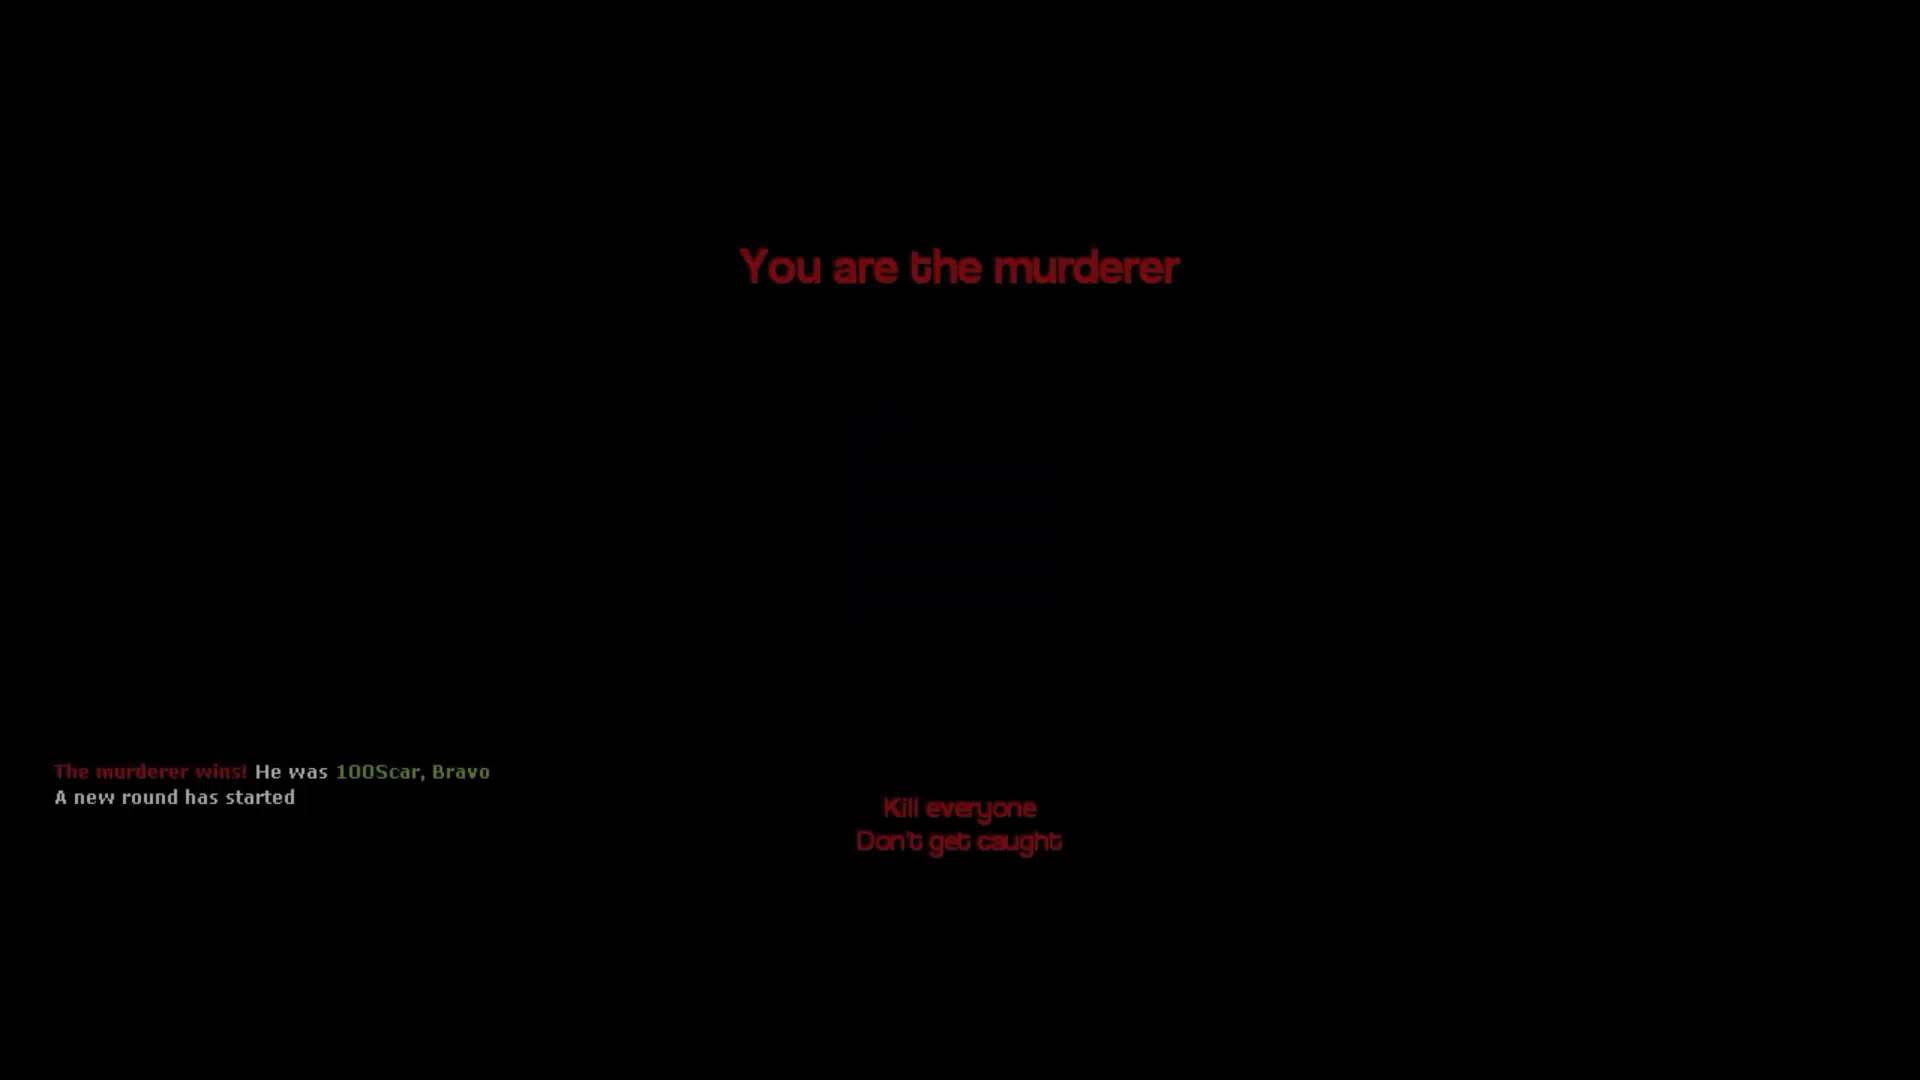 You are the murderer
The murderer wins! He was 100Scar, Bravo
A new round has started
Kill everyone
Don't get caught